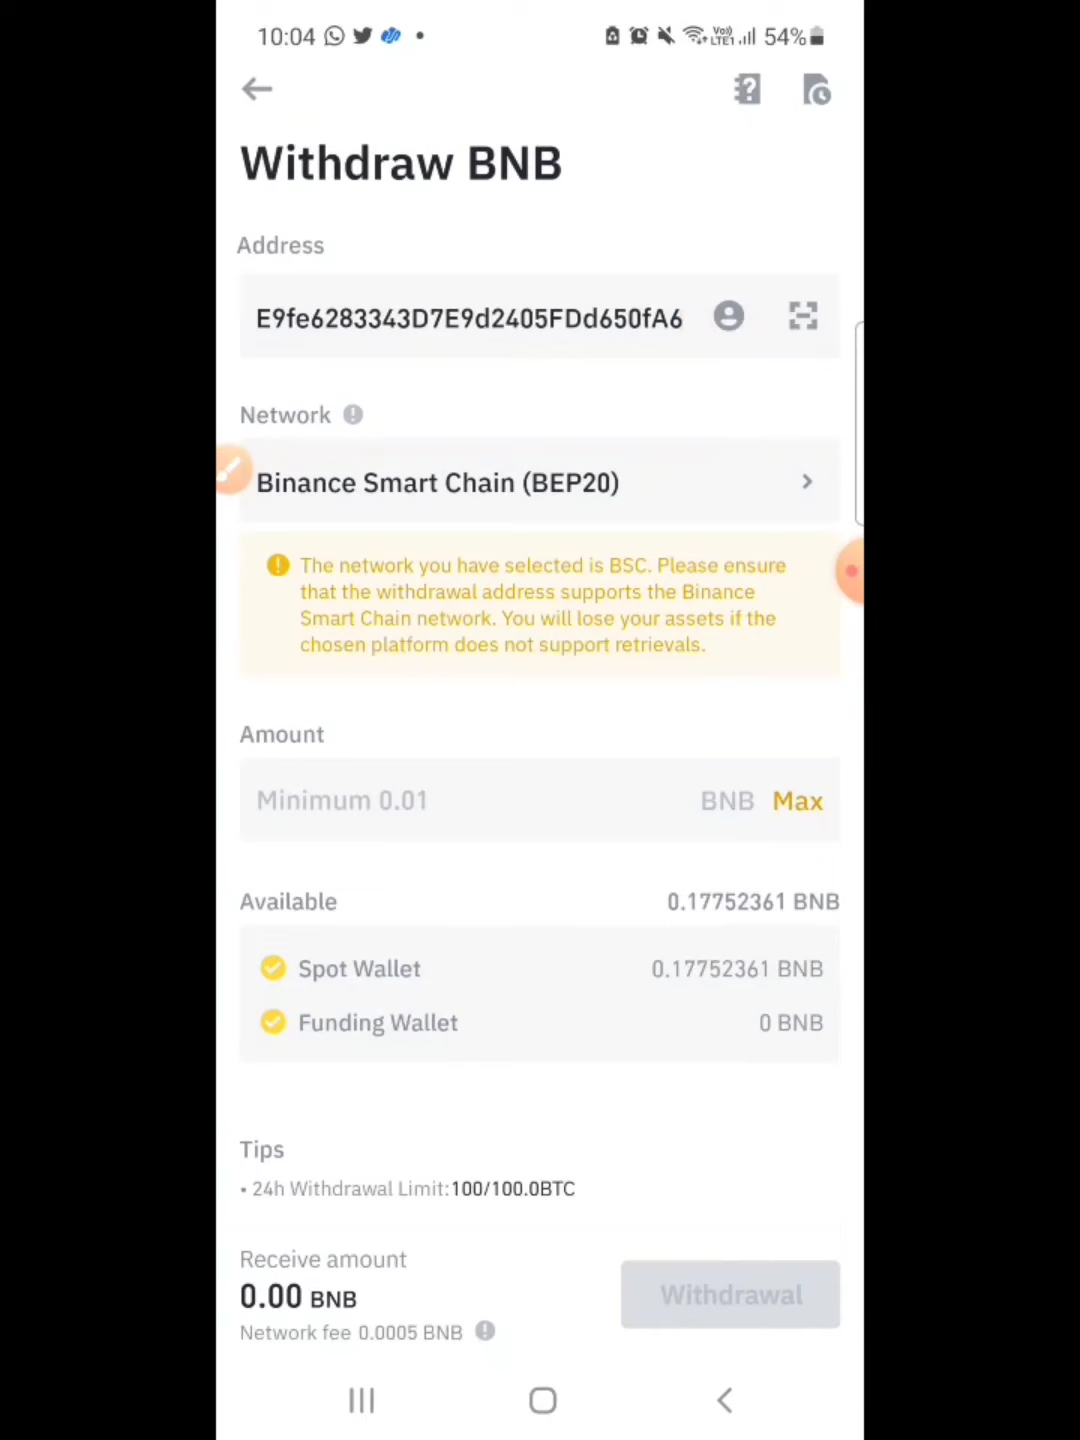 10:04 54%
VoD LTE1
Withdraw BNB
Address
E9fe6283343D7E9d2405FDd650fA6
Network
Binance Smart Chain (BEP20)
The network you have selected is BSC. Please ensure
that the withdrawal address supports the Binance
Smart Chain network. You will lose your assets if the
chosen platform does not support retrievals.
Amount
Minimum 0.01 BNB Max
Available 0.17752361 BNB
Spot Wallet 0.17752361 BNB
Funding Wallet 0 BNB
Tips
• 24h Withdrawal Limit:100/100.0BTC
Receive amount
0.00 BNB
Withdrawal
Network fee 0.0005 BNB